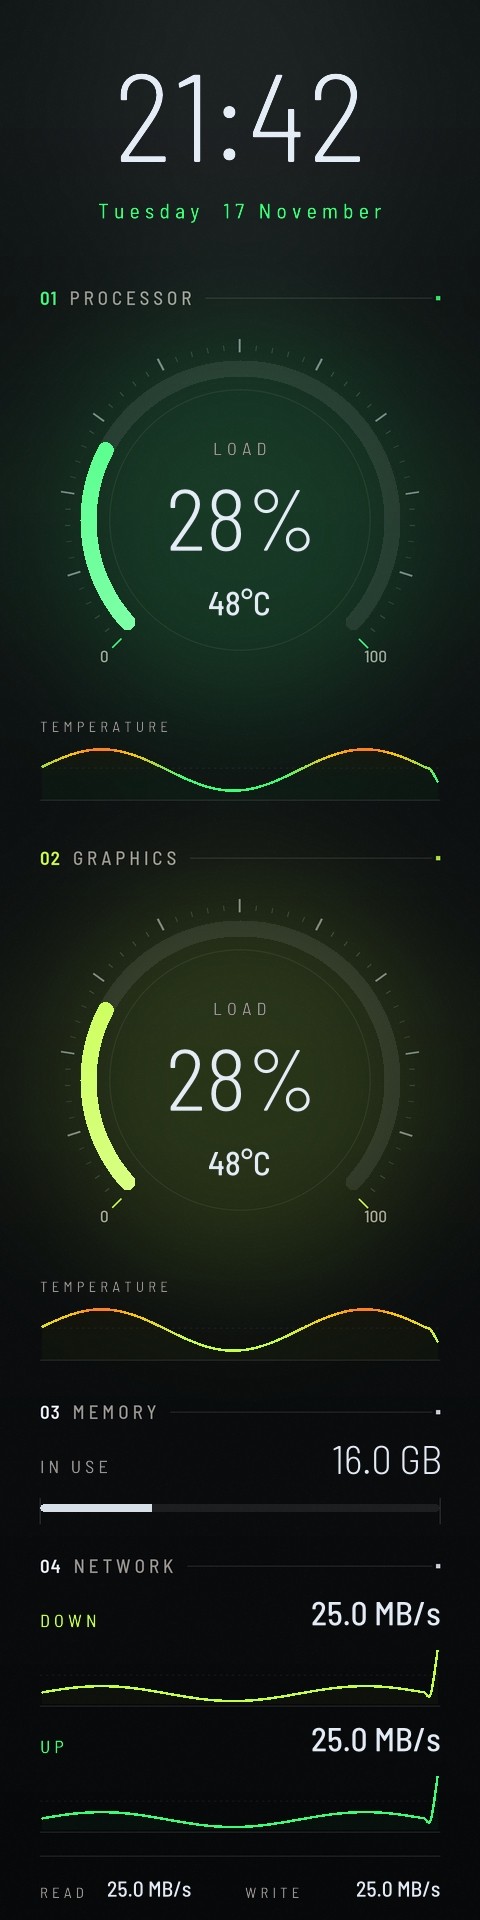 21:42
Tuesday 17 November
01 PROCESSOR
LOAD
28%
48°C
0 100
TEMPERATURE
02 GRAPHICS
LOAD
28%
48°C
0 100
TEMPERATURE
03 MEMORY
IN USE 16.0 GB
04 NETWORK
DOWN 25.0 MB/s
UP 25.0 MB/s
READ 25.0 MB/s WRITE 25.0 MB/s